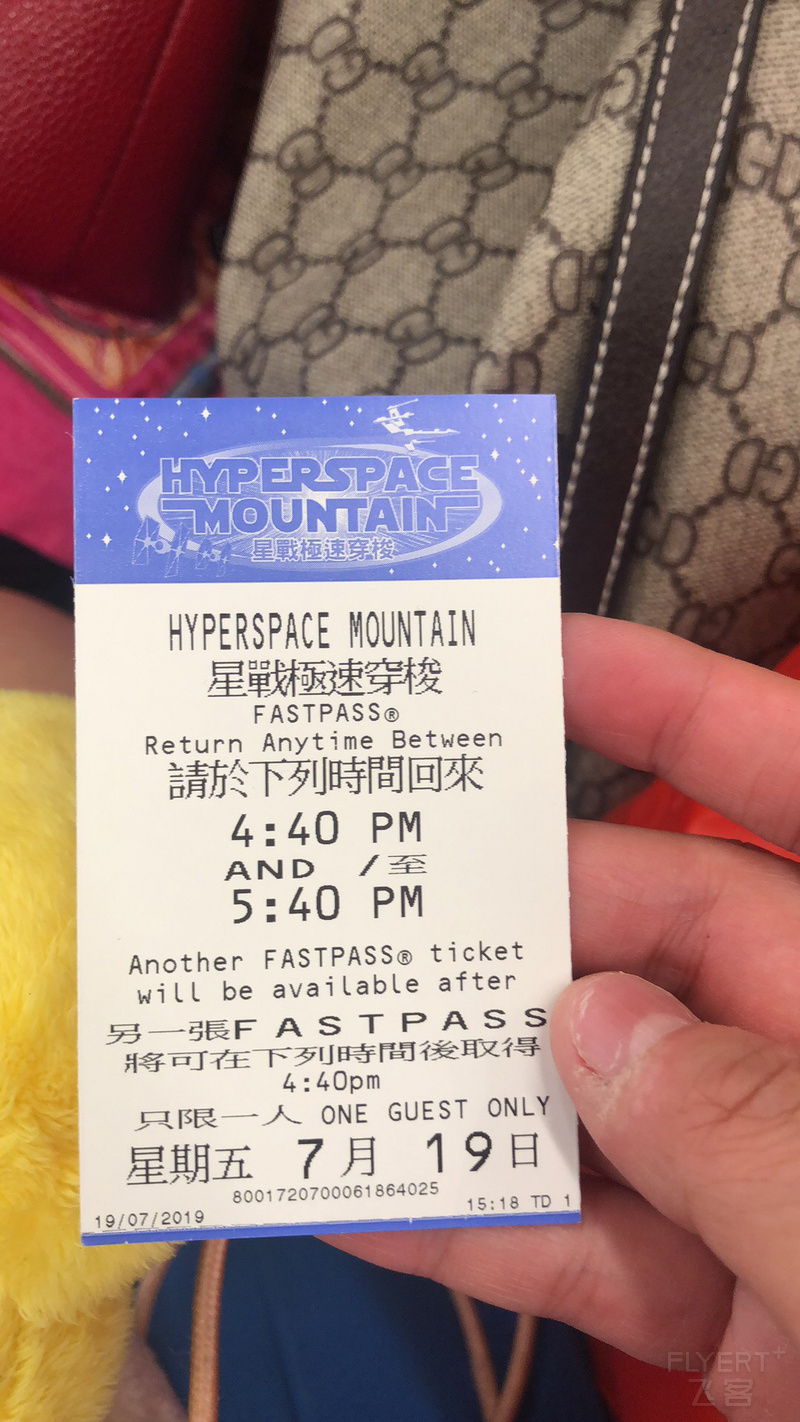 HYPERSPACE
MOUNTAIN
星戰極速穿梭
HYPERSPACE MOUNTAIN
星戰極速穿梭
FASTPASS®
Return Anytime Between
請於下列時間回來
4:40 PM
AND /至
5:40 PM
Another FASTPASS® ticket
will be available after
另一張FASTPASS
將可在下列時間後取得
4:40pm
只限一人 ONE GUEST ONLY
星期五 7月 19日
8001720700061864025
19/07/2019 15:18 TD 1
FLYERT+
飞客